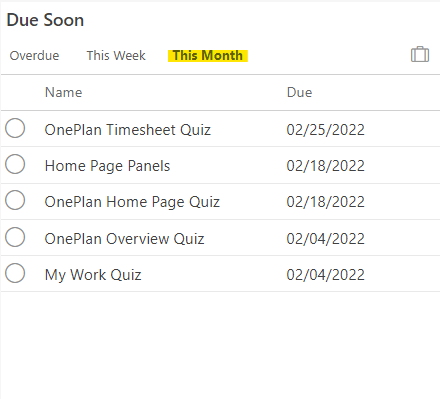 Due Soon
Overdue This Week This Month
Name Due
OnePlan Timesheet Quiz 02/25/2022
Home Page Panels 02/18/2022
OnePlan Home Page Quiz 02/18/2022
OnePlan Overview Quiz 02/04/2022
My Work Quiz 02/04/2022